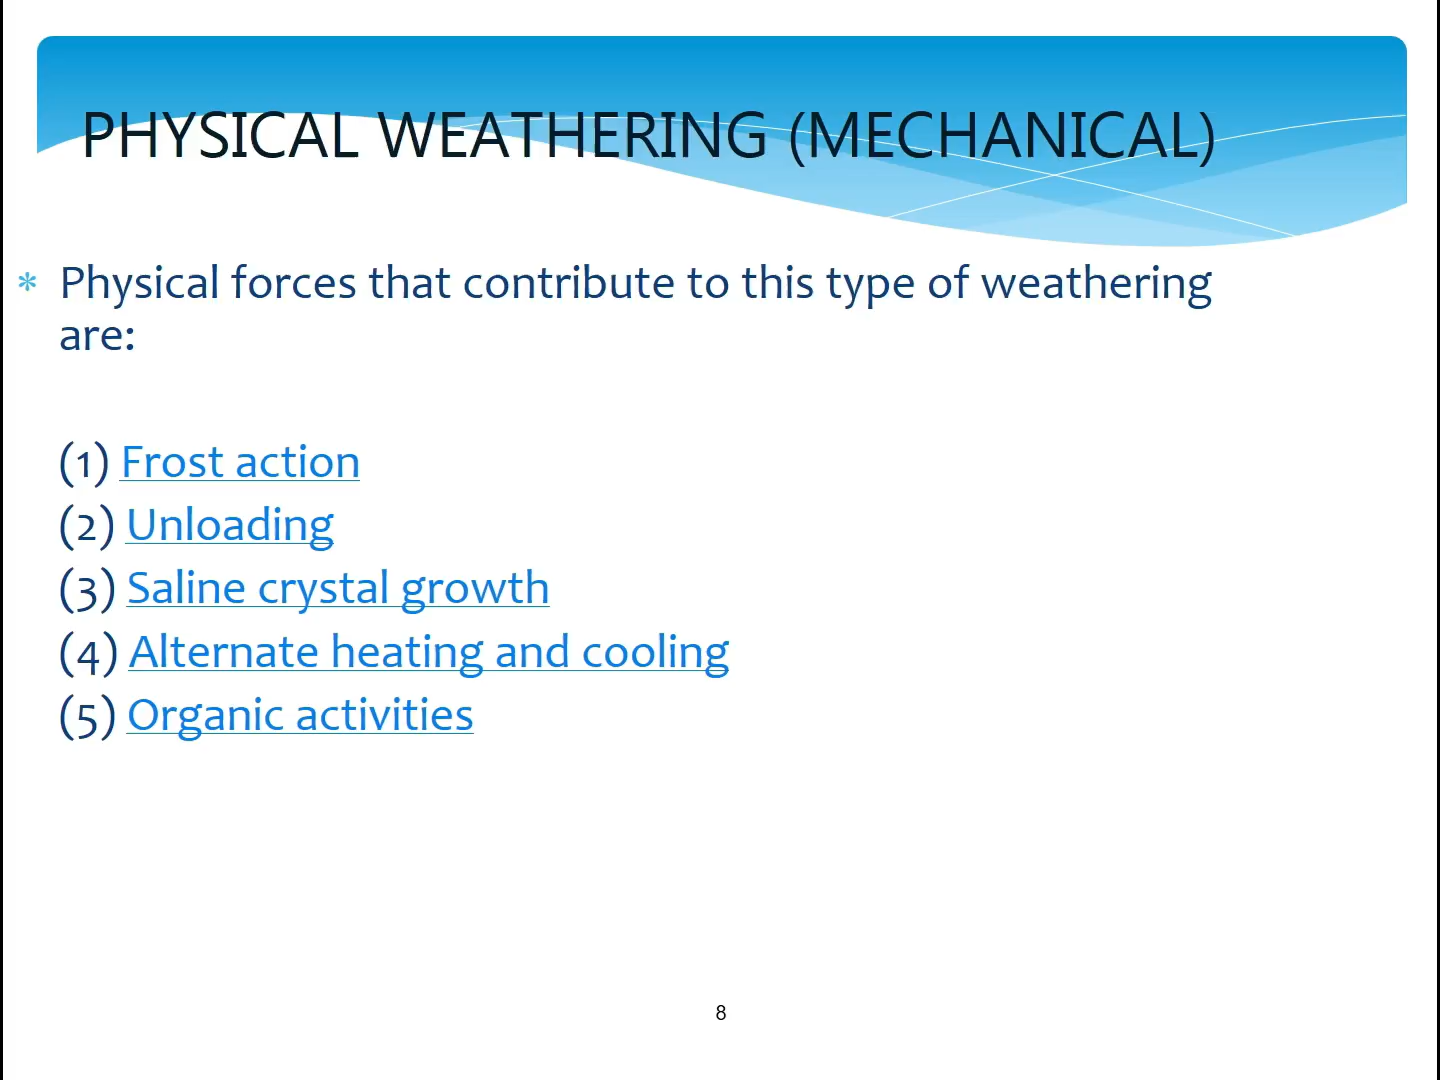 PHYSICAL WEATHERING (MECHANICAL)
* Physical forces that contribute to this type of weathering
are:
(1) Frost action
(2) Unloading
(3) Saline crystal growth
(4) Alternate heating and cooling
(5) Organic activities
8